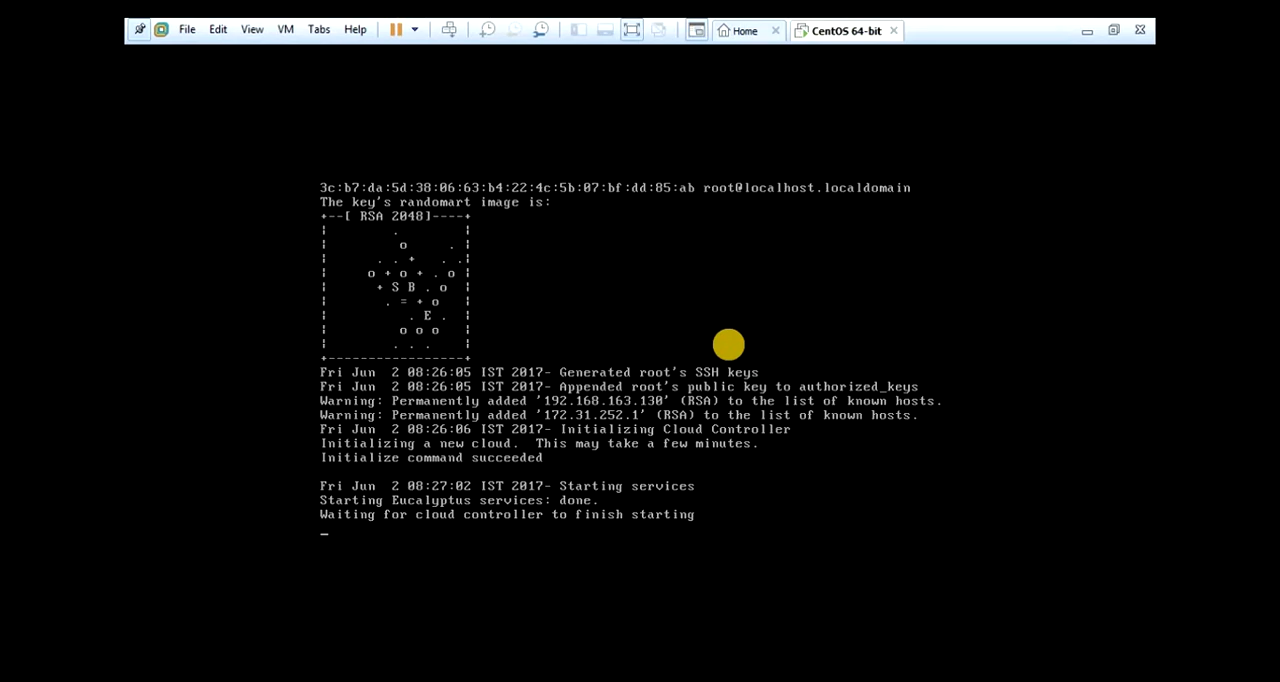 File Edit View VM Tabs Help Home CentOS 64-bit
3c:b7:da:5d:38:06:63:b4:22:4c:5b:07:bf:dd:85:ab root@localhost.localdomain
The key's randomart image is:
+--[ RSA 2048]----+
|        .        |
|         o     . |
|      . . +   . .|
|     o + o + . o |
|      + S B . o  |
|       . = + o   |
|          . E .  |
|         o o o   |
|        . . .    |
+-----------------+
Fri Jun  2 08:26:05 IST 2017- Generated root's SSH keys
Fri Jun  2 08:26:05 IST 2017- Appended root's public key to authorized_keys
Warning: Permanently added '192.168.163.130' (RSA) to the list of known hosts.
Warning: Permanently added '172.31.252.1' (RSA) to the list of known hosts.
Fri Jun  2 08:26:06 IST 2017- Initializing Cloud Controller
Initializing a new cloud.  This may take a few minutes.
Initialize command succeeded
Fri Jun  2 08:27:02 IST 2017- Starting services
Starting Eucalyptus services: done.
Waiting for cloud controller to finish starting
_